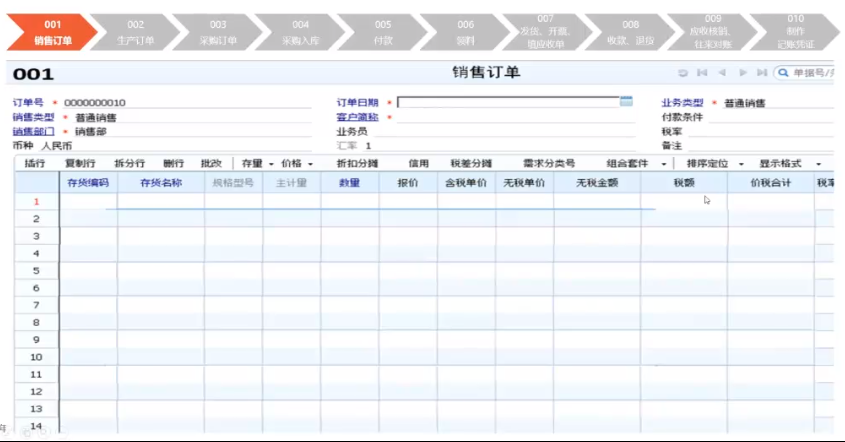 001 002 003 004 005 006 007 008 009 010
销售订单 生产订单 采购订单 采购入库 付款 领料 发货、开票、 收款、退货 应收核销、 制作
填应收单 往来对账 记账凭证
001 销售订单 单据号/
订单号 * 0000000010 订单日期 * 业务类型 * 普通销售
销售类型 * 普通销售 客户简称 * 付款条件
销售部门 * 销售部 业务员 税率
币种 人民币 汇率 1 备注
插行 复制行 拆分行 删行 批改 存量 价格 折扣分摊 信用 税差分摊 需求分类号 组合套件 排序定位 显示格式
存货编码 存货名称 规格型号 主计量 数量 报价 含税单价 无税单价 无税金额 税额 价税合计 税率
1
2
3
4
5
6
7
8
9
10
11
12
13
14